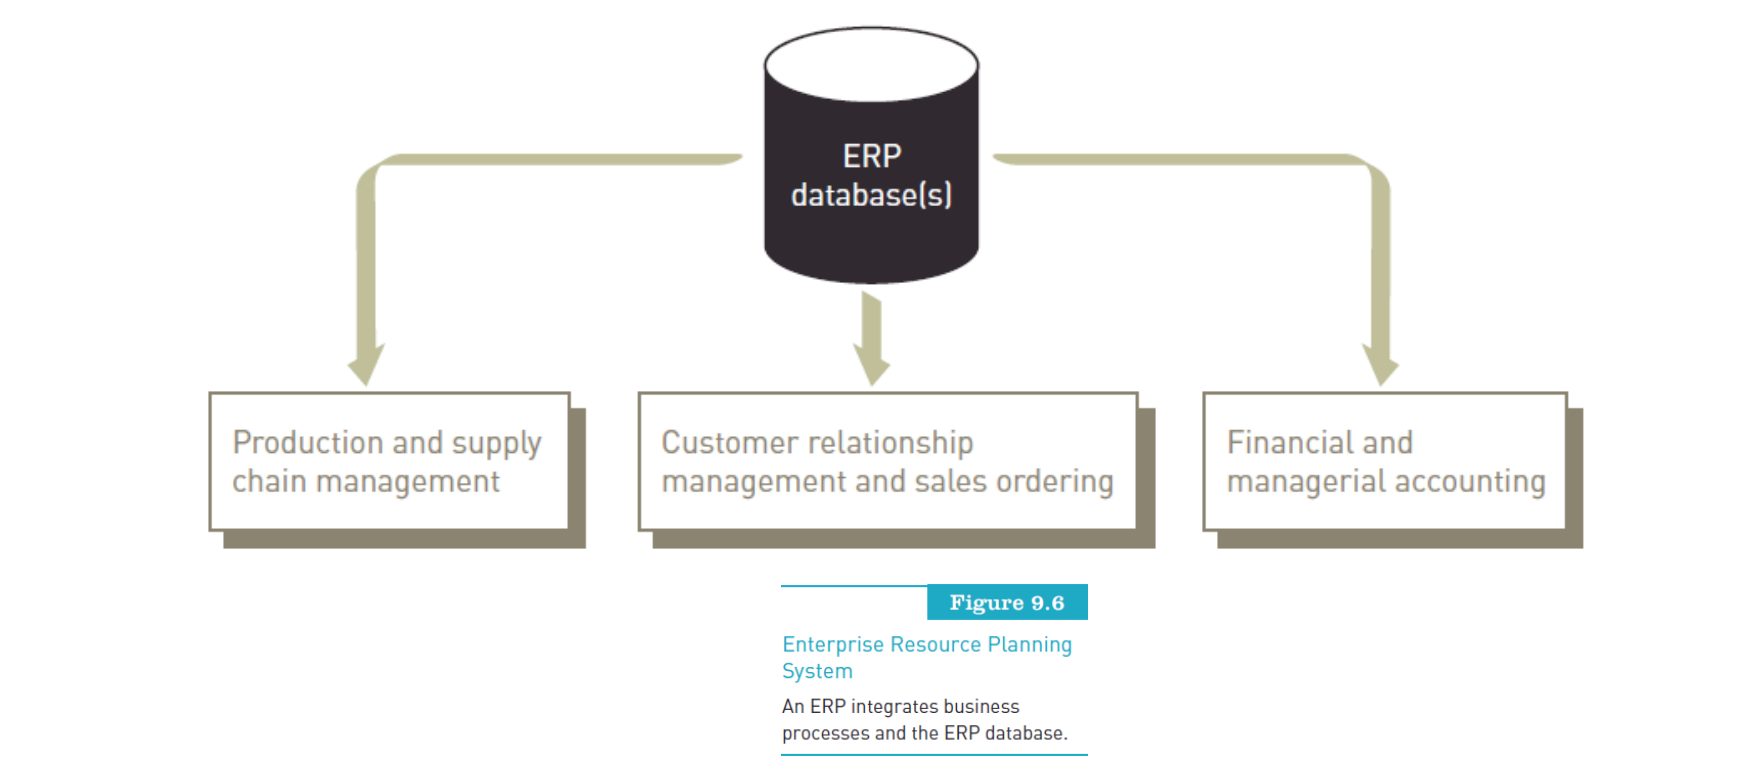 ERP
database(s)
Production and supply
chain management
Customer relationship
management and sales ordering
Financial and
managerial accounting
Figure 9.6
Enterprise Resource Planning
System
An ERP integrates business
processes and the ERP database.